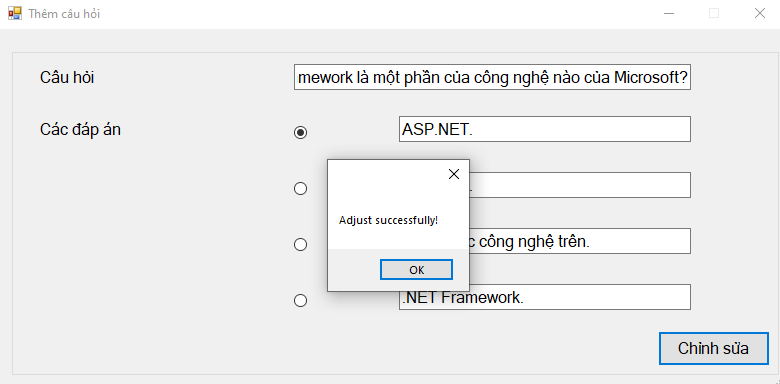 Thêm câu hỏi
Câu hỏi
mework là một phần của công nghệ nào của Microsoft?
Các đáp án
ASP.NET.
Adjust successfully!
công nghệ trên.
OK
.NET Framework.
Chỉnh sửa